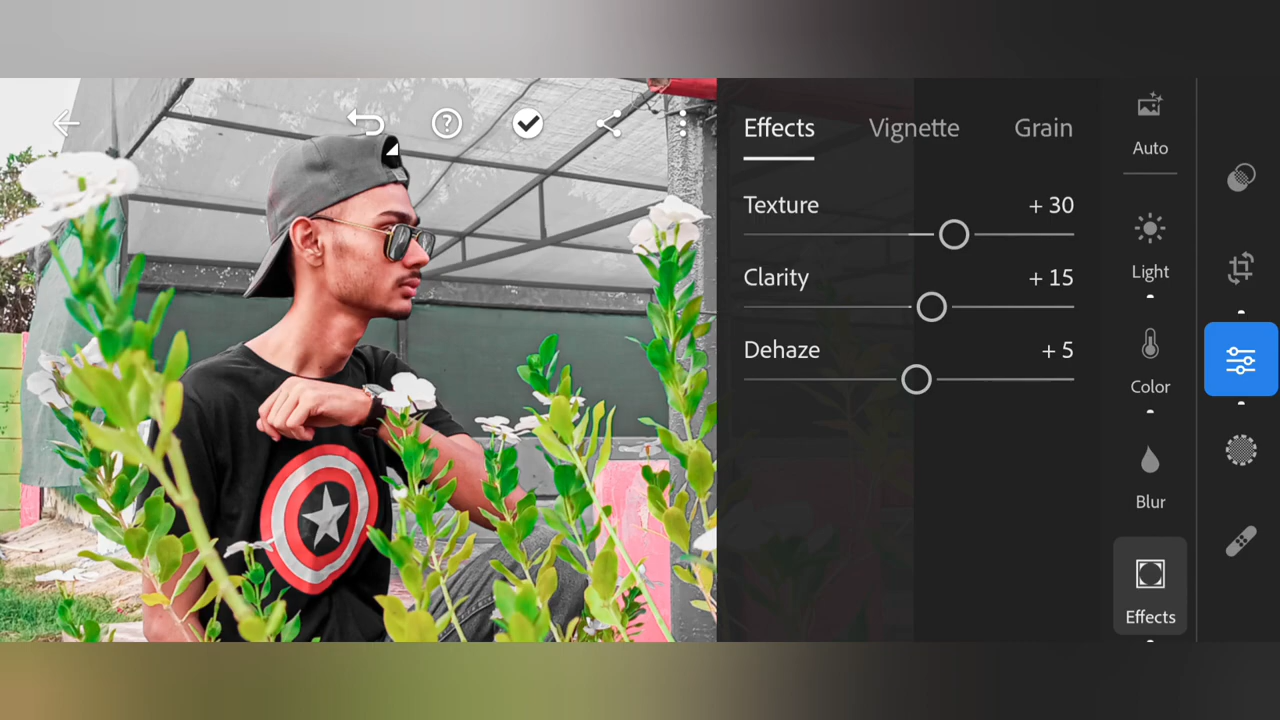 Effects Vignette Grain
Texture + 30
Clarity + 15
Dehaze + 5
Auto
Light
Color
Blur
Effects